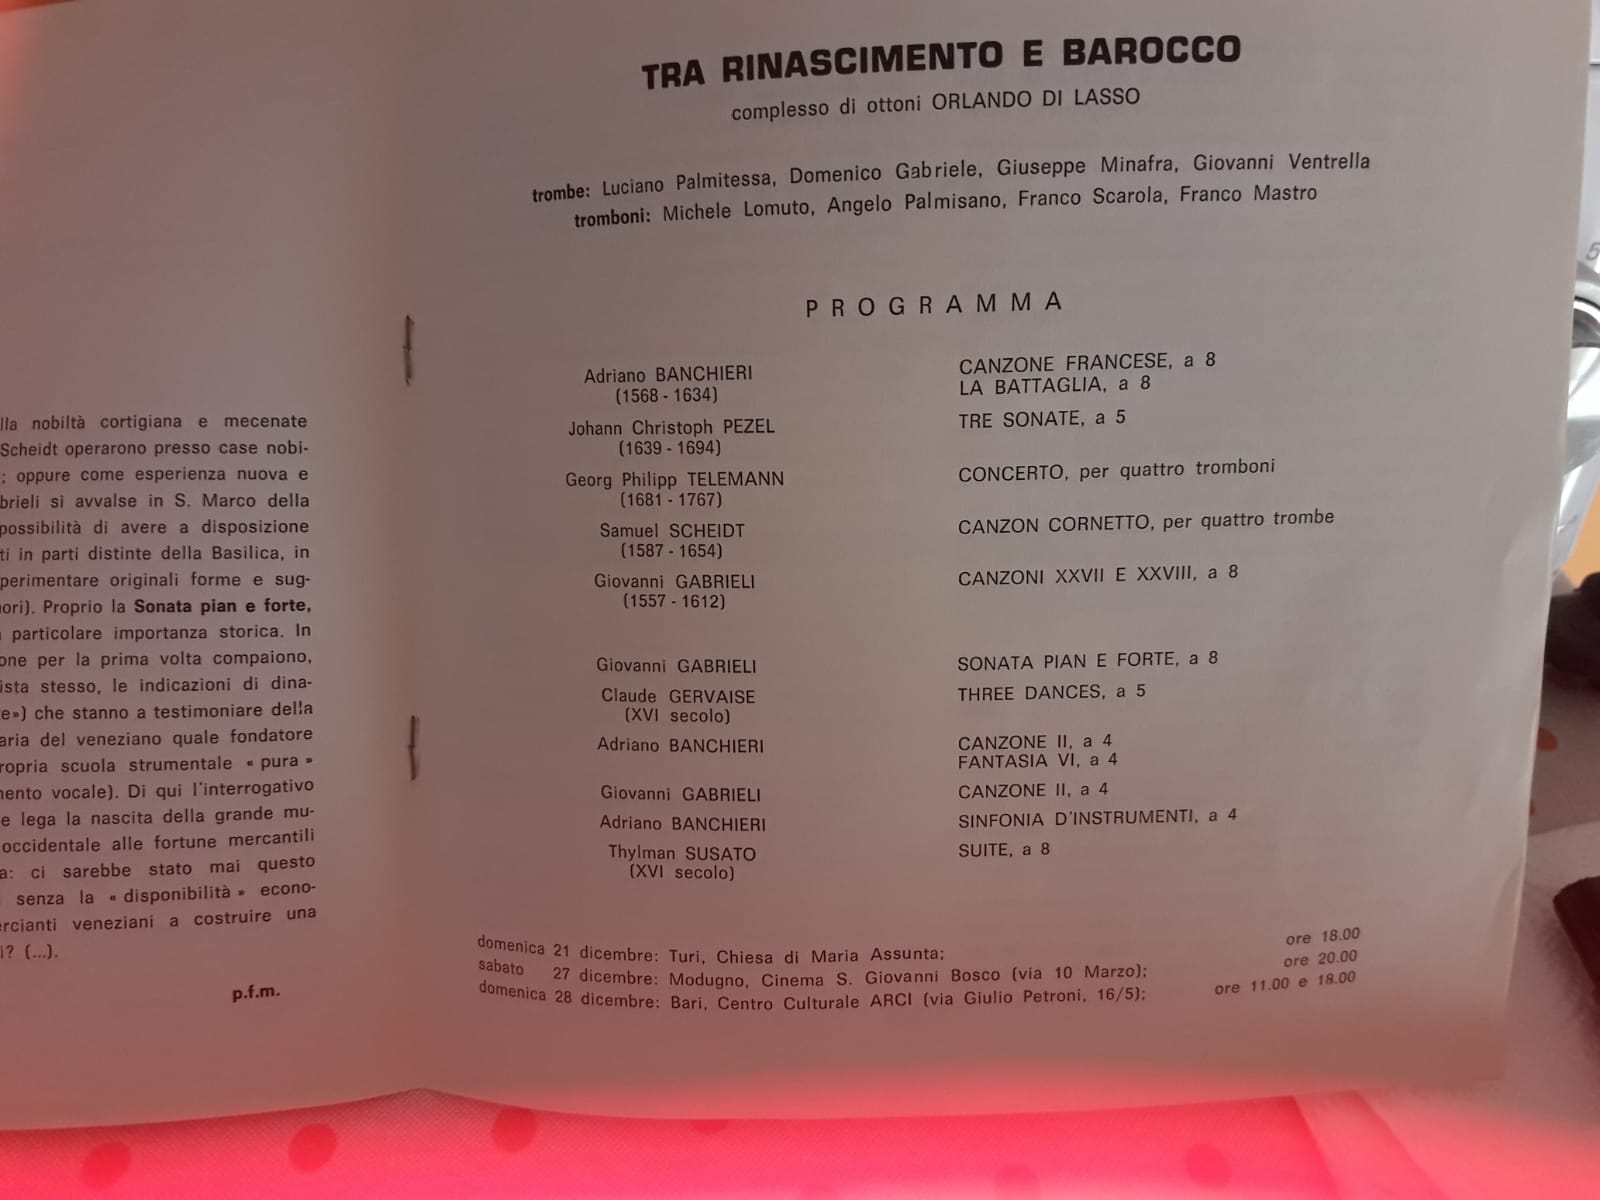 lla nobiltà cortigiana e mecenate
Scheidt operarono presso case nobi-
; oppure come esperienza nuova e
brieli si avvalse in S. Marco della
possibilità di avere a disposizione
ti in parti distinte della Basilica, in
perimentare originali forme e sug-
ori). Proprio la Sonata pian e forte,
particolare importanza storica. In
one per la prima volta compaiono,
ista stesso, le indicazioni di dina-
e») che stanno a testimoniare della
aria del veneziano quale fondatore
ropria scuola strumentale « pura »
mento vocale). Di qui l'interrogativo
e lega la nascita della grande mu-
occidentale alle fortune mercantili
a: ci sarebbe stato mai questo
senza la « disponibilità » econo-
ercianti veneziani a costruire una
i? (...).
p.f.m.
TRA RINASCIMENTO E BAROCCO
complesso di ottoni ORLANDO DI LASSO
trombe: Luciano Palmitessa, Domenico Gabriele, Giuseppe Minafra, Giovanni Ventrella
tromboni: Michele Lomuto, Angelo Palmisano, Franco Scarola, Franco Mastro
PROGRAMMA
Adriano BANCHIERI CANZONE FRANCESE, a 8
(1568 - 1634) LA BATTAGLIA, a 8
Johann Christoph PEZEL TRE SONATE, a 5
(1639 - 1694)
Georg Philipp TELEMANN CONCERTO, per quattro tromboni
(1681 - 1767)
Samuel SCHEIDT CANZON CORNETTO, per quattro trombe
(1587 - 1654)
Giovanni GABRIELI CANZONI XXVII E XXVIII, a 8
(1557 - 1612)
Giovanni GABRIELI SONATA PIAN E FORTE, a 8
Claude GERVAISE THREE DANCES, a 5
(XVI secolo)
Adriano BANCHIERI CANZONE II, a 4
FANTASIA VI, a 4
Giovanni GABRIELI CANZONE II, a 4
Adriano BANCHIERI SINFONIA D'INSTRUMENTI, a 4
Thylman SUSATO SUITE, a 8
(XVI secolo)
domenica 21 dicembre: Turi, Chiesa di Maria Assunta; ore 18.00
sabato 27 dicembre: Modugno, Cinema S. Giovanni Bosco (via 10 Marzo); ore 20.00
domenica 28 dicembre: Bari, Centro Culturale ARCI (via Giulio Petroni, 16/5); ore 11.00 e 18.00
5